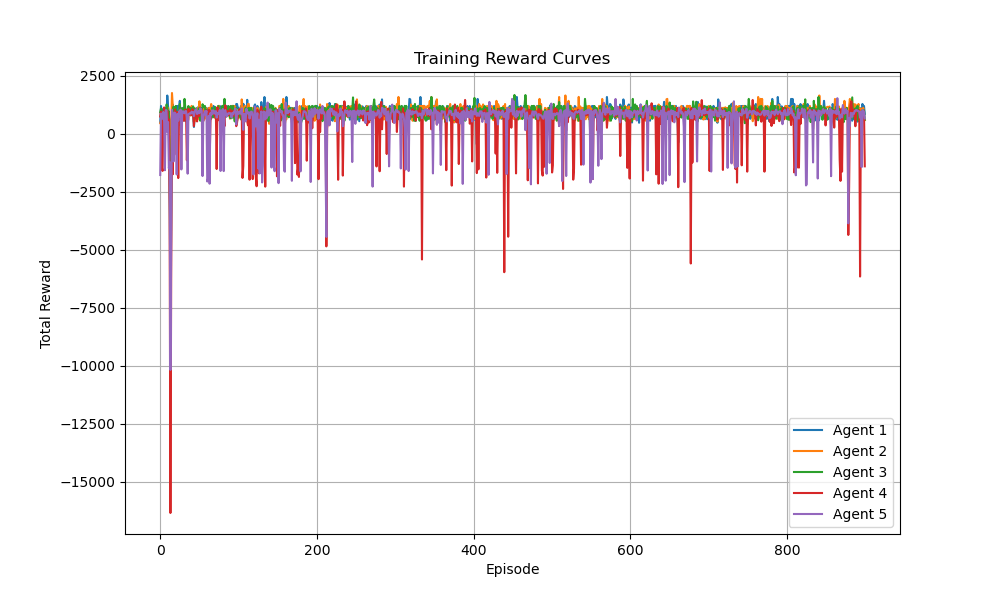 Training Reward Curves
2500
0
−2500
−5000
−7500
−10000
−12500
−15000
Total Reward
0 200 400 600 800
Episode
Agent 1
Agent 2
Agent 3
Agent 4
Agent 5